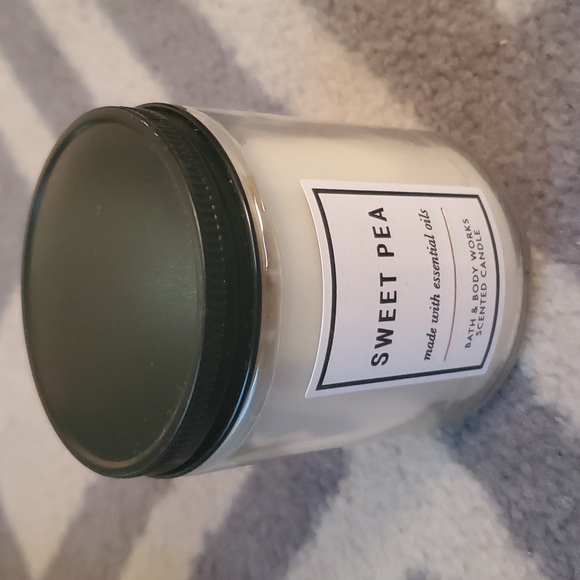 SWEET PEA
made with essential oils
BATH & BODY WORKS
SCENTED CANDLE